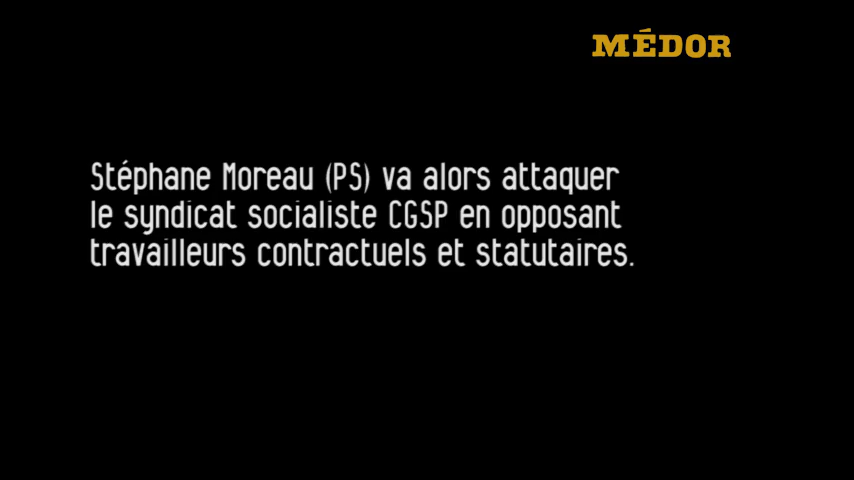 MÉDOR
Stéphane Moreau (PS) va alors attaquer
le syndicat socialiste CGSP en opposant
travailleurs contractuels et statutaires.